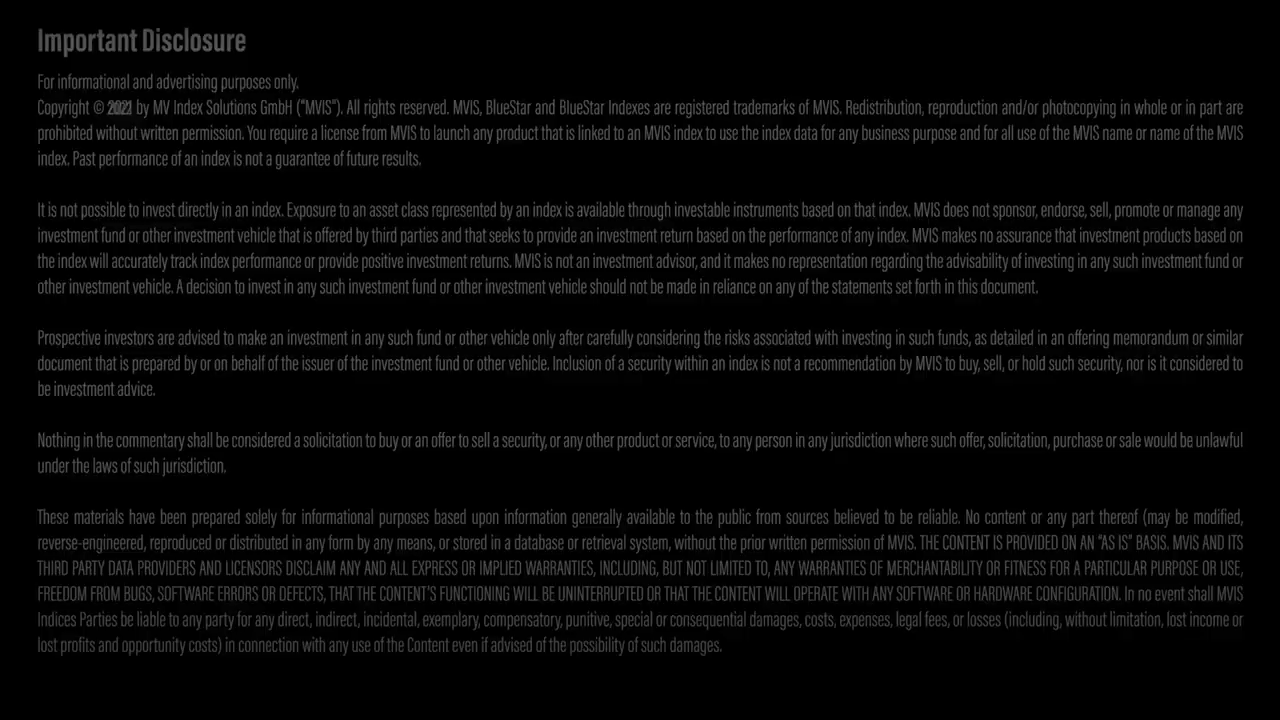 Important Disclosure
For informational and advertising purposes only.
Copyright © 2021 by MV Index Solutions GmbH (“MVIS”). All rights reserved. MVIS, BlueStar and BlueStar Indexes are registered trademarks of MVIS. Redistribution, reproduction and/or photocopying in whole or in part are
prohibited without written permission. You require a license from MVIS to launch any product that is linked to an MVIS index to use the index data for any business purpose and for all use of the MVIS name or name of the MVIS
index. Past performance of an index is not a guarantee of future results.
It is not possible to invest directly in an index. Exposure to an asset class represented by an index is available through investable instruments based on that index. MVIS does not sponsor, endorse, sell, promote or manage any
investment fund or other investment vehicle that is offered by third parties and that seeks to provide an investment return based on the performance of any index. MVIS makes no assurance that investment products based on
the index will accurately track index performance or provide positive investment returns. MVIS is not an investment advisor, and it makes no representation regarding the advisability of investing in any such investment fund or
other investment vehicle. A decision to invest in any such investment fund or other investment vehicle should not be made in reliance on any of the statements set forth in this document.
Prospective investors are advised to make an investment in any such fund or other vehicle only after carefully considering the risks associated with investing in such funds, as detailed in an offering memorandum or similar
document that is prepared by or on behalf of the issuer of the investment fund or other vehicle. Inclusion of a security within an index is not a recommendation by MVIS to buy, sell, or hold such security, nor is it considered to
be investment advice.
Nothing in the commentary shall be considered a solicitation to buy or an offer to sell a security, or any other product or service, to any person in any jurisdiction where such offer, solicitation, purchase or sale would be unlawful
under the laws of such jurisdiction.
These materials have been prepared solely for informational purposes based upon information generally available to the public from sources believed to be reliable. No content or any part thereof (may be modified,
reverse-engineered, reproduced or distributed in any form by any means, or stored in a database or retrieval system, without the prior written permission of MVIS. THE CONTENT IS PROVIDED ON AN “AS IS” BASIS. MVIS AND ITS
THIRD PARTY DATA PROVIDERS AND LICENSORS DISCLAIM ANY AND ALL EXPRESS OR IMPLIED WARRANTIES, INCLUDING, BUT NOT LIMITED TO, ANY WARRANTIES OF MERCHANTABILITY OR FITNESS FOR A PARTICULAR PURPOSE OR USE,
FREEDOM FROM BUGS, SOFTWARE ERRORS OR DEFECTS, THAT THE CONTENT’S FUNCTIONING WILL BE UNINTERRUPTED OR THAT THE CONTENT WILL OPERATE WITH ANY SOFTWARE OR HARDWARE CONFIGURATION. In no event shall MVIS
Indices Parties be liable to any party for any direct, indirect, incidental, exemplary, compensatory, punitive, special or consequential damages, costs, expenses, legal fees, or losses (including, without limitation, lost income or
lost profits and opportunity costs) in connection with any use of the Content even if advised of the possibility of such damages.